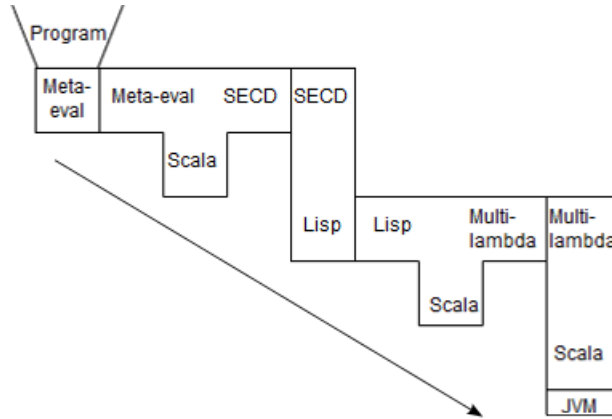 Program
Meta-
eval
Meta-eval
SECD
SECD
Scala
Lisp
Lisp
Multi-
lambda
Multi-
lambda
Scala
Scala
JVM